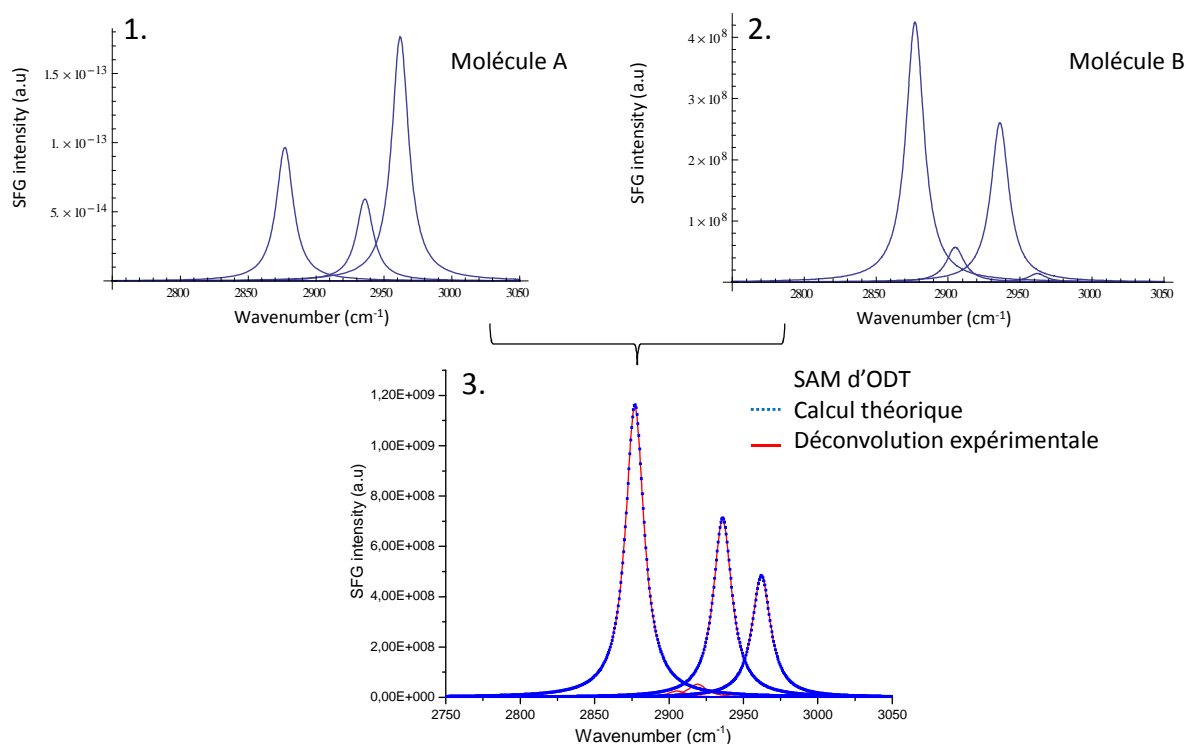 1.
Molécule A
SFG intensity (a.u)
1.5 × 10⁻¹³
1. × 10⁻¹³
5. × 10⁻¹⁴
2800 2850 2900 2950 3000 3050
Wavenumber (cm⁻¹)
2.
Molécule B
SFG intensity (a.u)
4 × 10⁸
3 × 10⁸
2 × 10⁸
1 × 10⁸
2800 2850 2900 2950 3000 3050
Wavenumber (cm⁻¹)
3.
SAM d'ODT
Calcul théorique
Déconvolution expérimentale
SFG intensity (a.u)
1,20E+009
1,00E+009
8,00E+008
6,00E+008
4,00E+008
2,00E+008
0,00E+000
2750 2800 2850 2900 2950 3000 3050
Wavenumber (cm⁻¹)